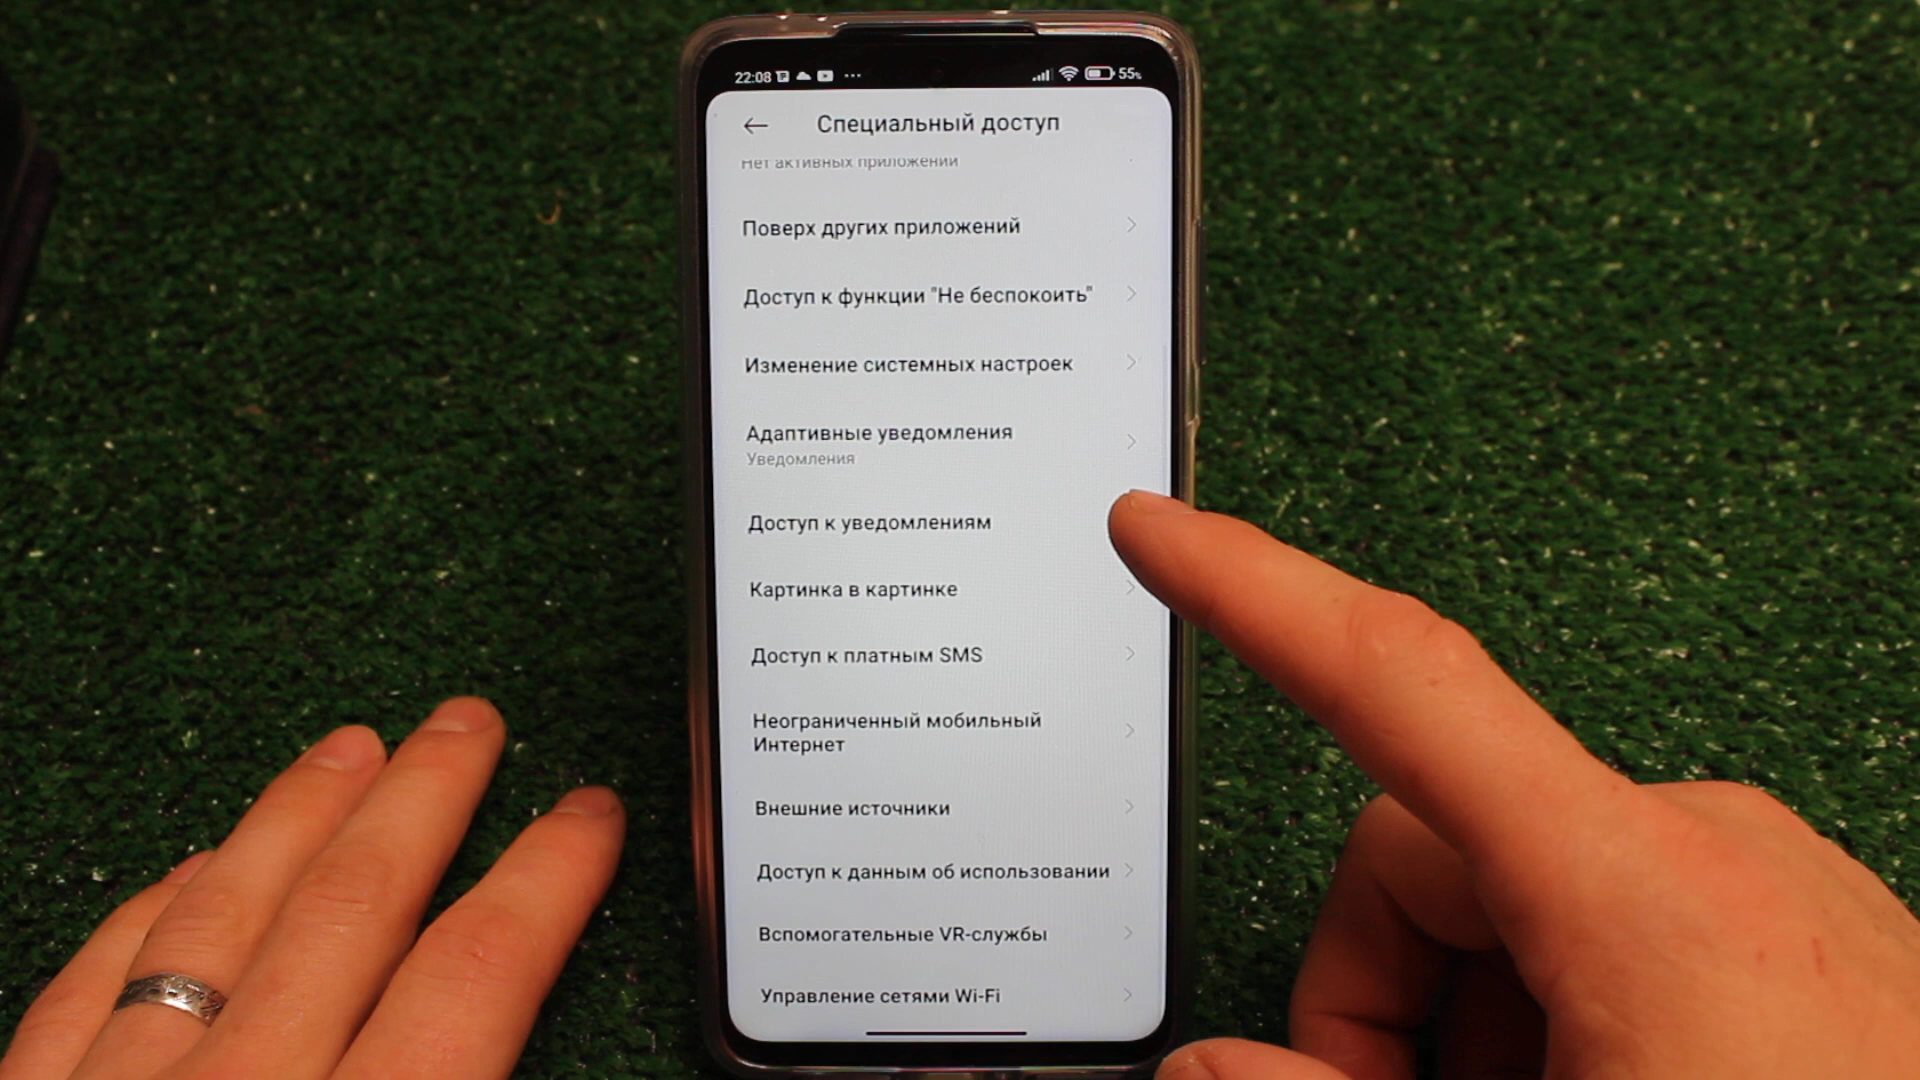 22:08 ... 55%
Специальный доступ
Нет активных приложений
Поверх других приложений
Доступ к функции "Не беспокоить"
Изменение системных настроек
Адаптивные уведомления
Уведомления
Доступ к уведомлениям
Картинка в картинке
Доступ к платным SMS
Неограниченный мобильный
Интернет
Внешние источники
Доступ к данным об использовании
Вспомогательные VR-службы
Управление сетями Wi-Fi